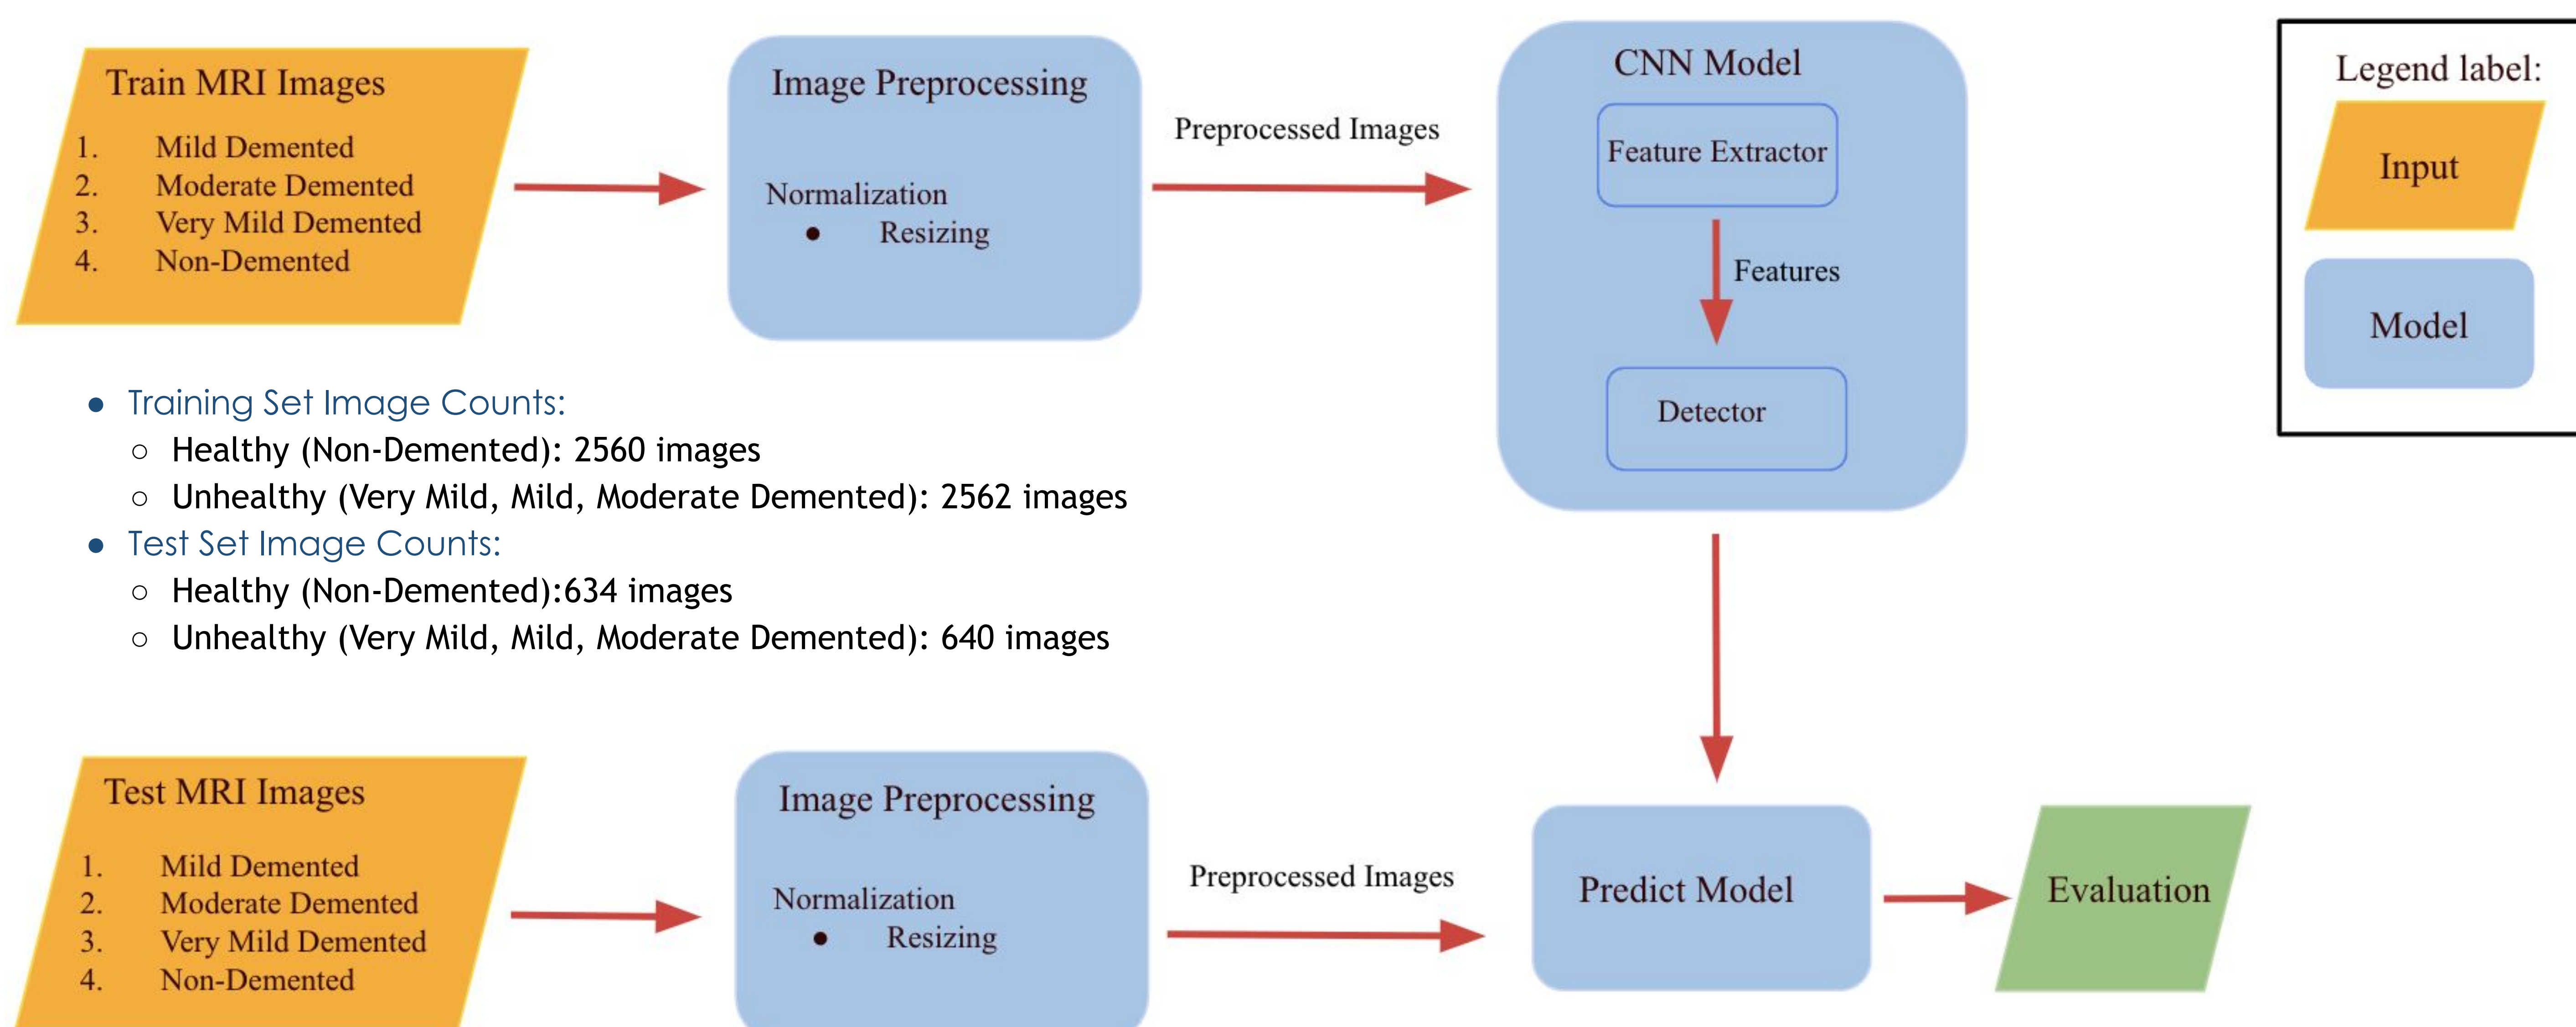 Train MRI Images
1. Mild Demented
2. Moderate Demented
3. Very Mild Demented
4. Non-Demented
Image Preprocessing
Normalization
● Resizing
Preprocessed Images
CNN Model
Feature Extractor
Features
Detector
Legend label:
Input
Model
● Training Set Image Counts:
○ Healthy (Non-Demented): 2560 images
○ Unhealthy (Very Mild, Mild, Moderate Demented): 2562 images
● Test Set Image Counts:
○ Healthy (Non-Demented):634 images
○ Unhealthy (Very Mild, Mild, Moderate Demented): 640 images
Test MRI Images
1. Mild Demented
2. Moderate Demented
3. Very Mild Demented
4. Non-Demented
Image Preprocessing
Normalization
● Resizing
Preprocessed Images
Predict Model
Evaluation